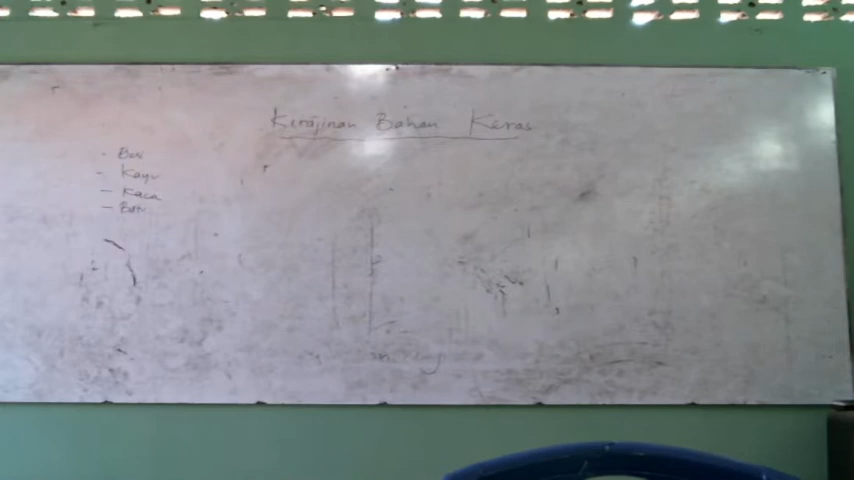 Kerajinan Bahan Keras
- Besi
- Kayu
- Kaca
- Batu